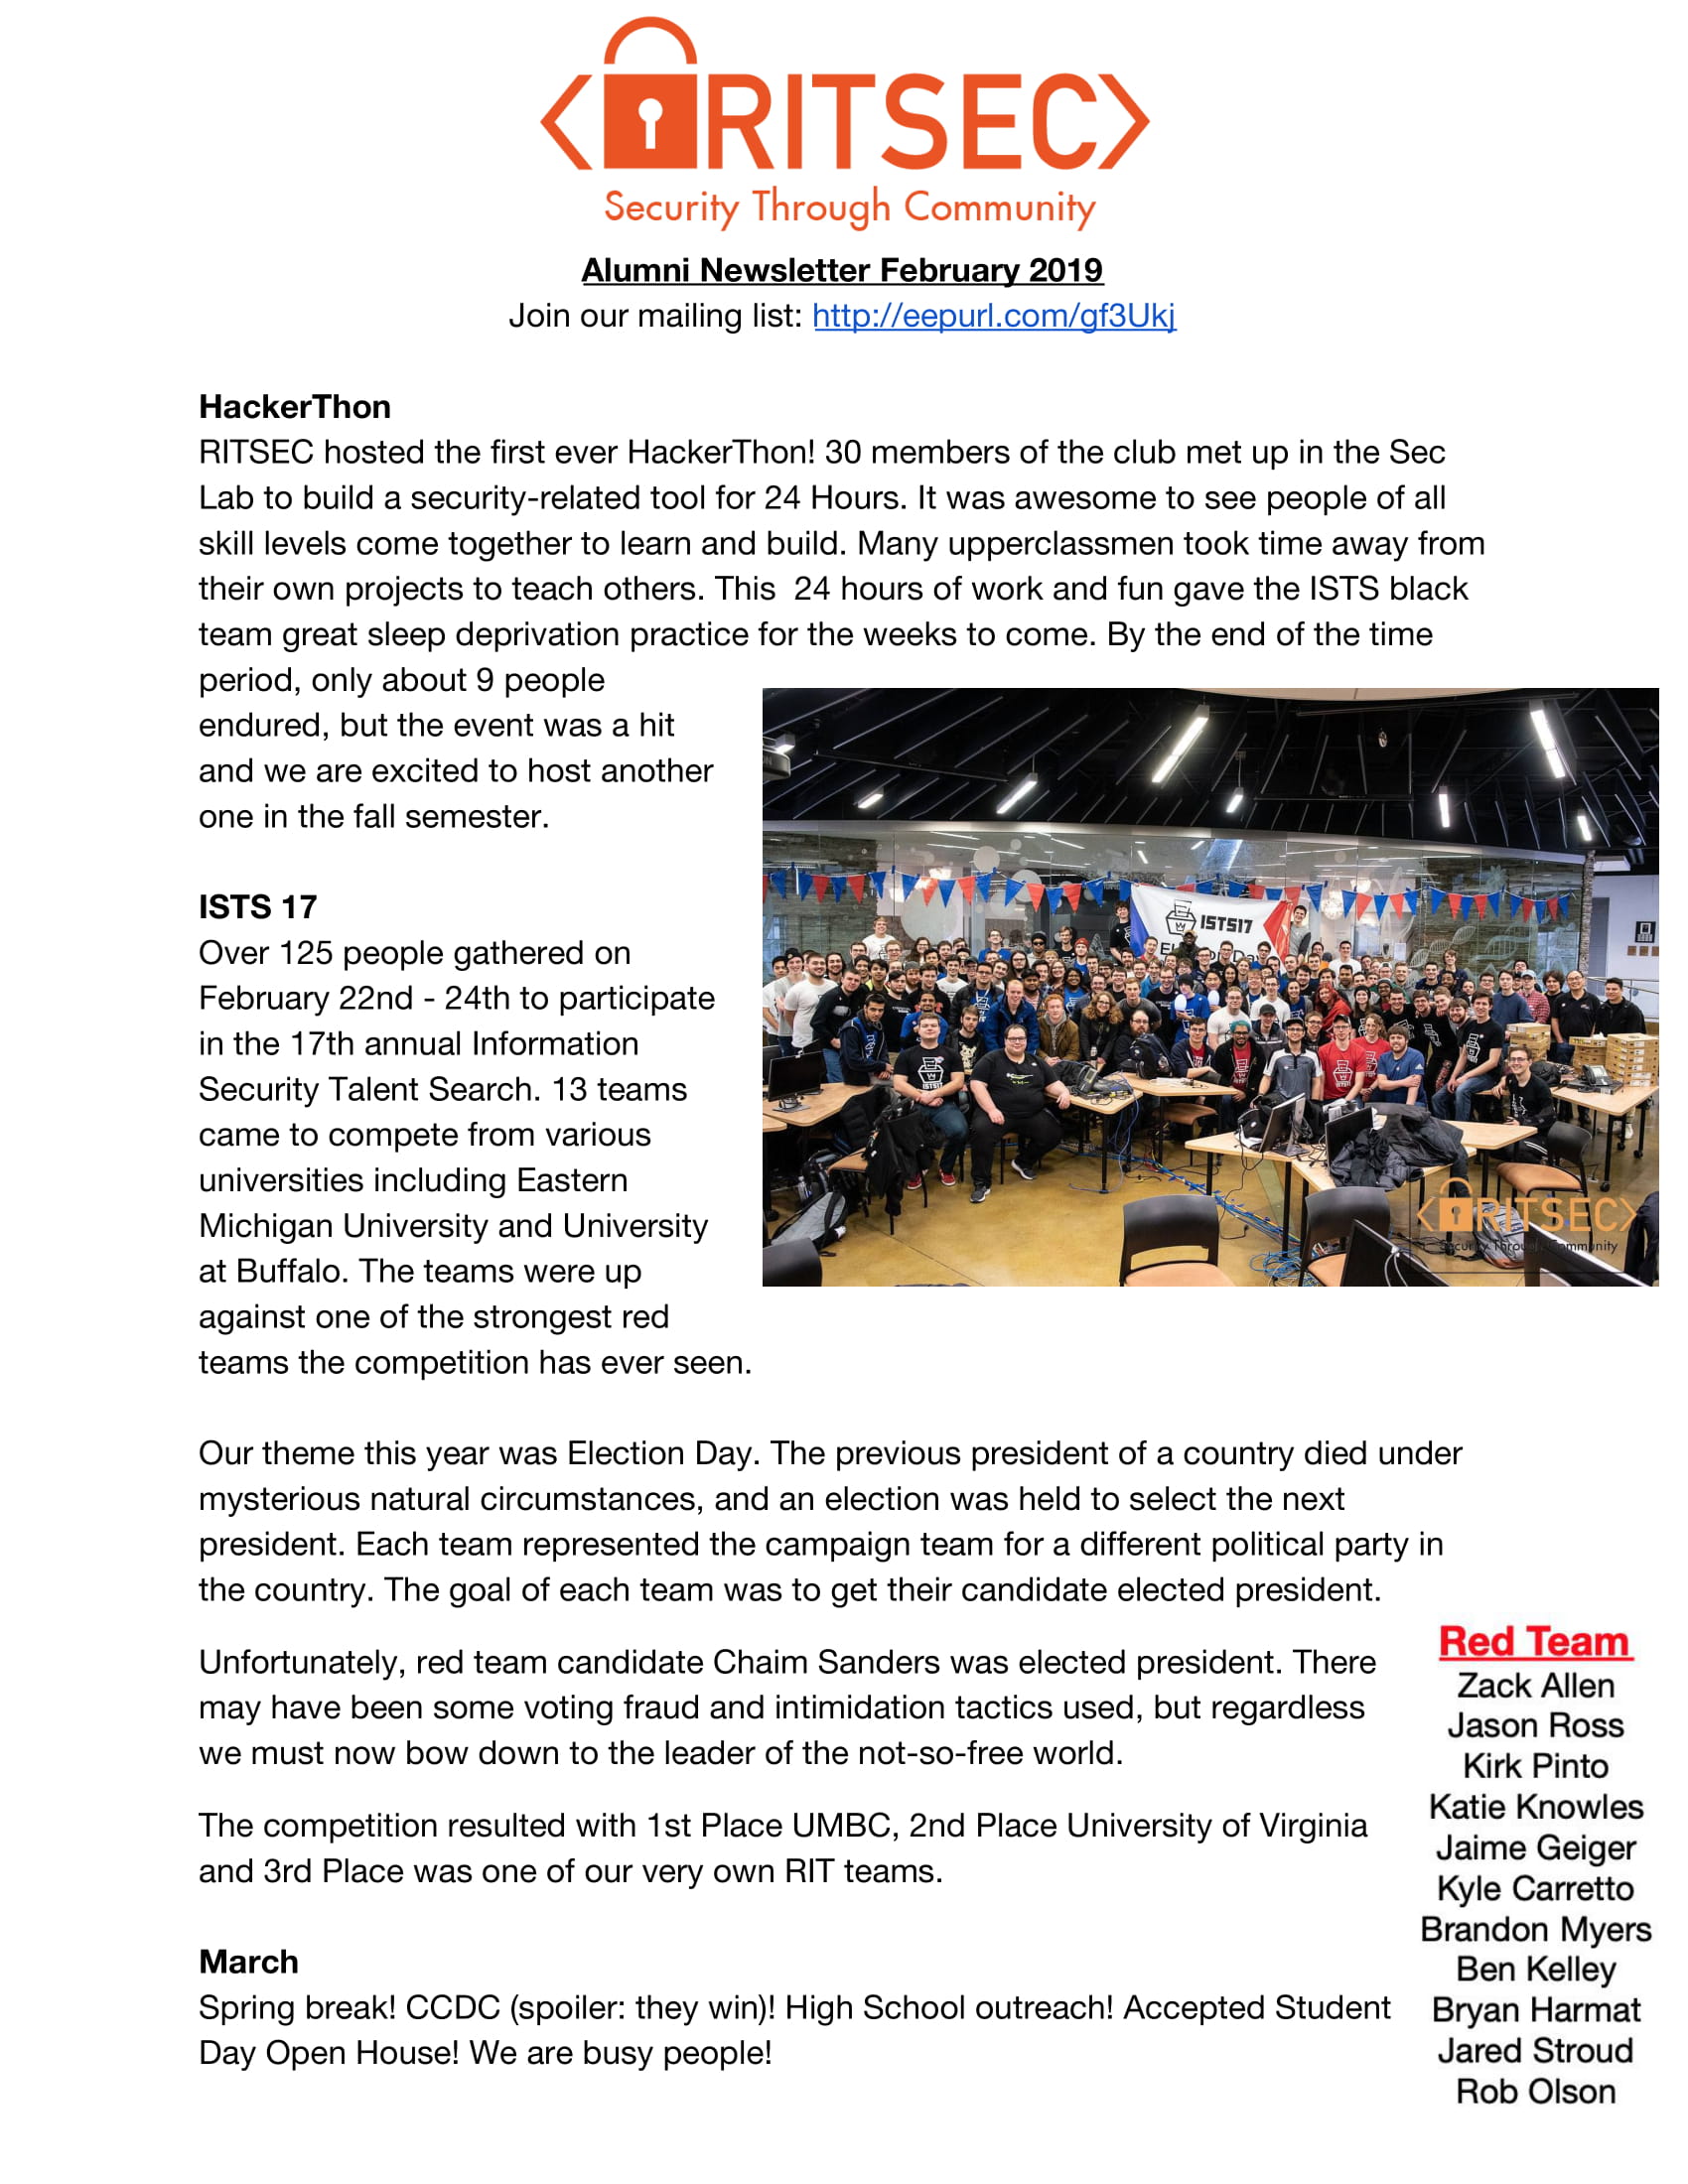 RITSEC
Security Through Community
Alumni Newsletter February 2019
Join our mailing list: http://eepurl.com/gf3Ukj
HackerThon
RITSEC hosted the first ever HackerThon! 30 members of the club met up in the Sec
Lab to build a security-related tool for 24 Hours. It was awesome to see people of all
skill levels come together to learn and build. Many upperclassmen took time away from
their own projects to teach others. This  24 hours of work and fun gave the ISTS black
team great sleep deprivation practice for the weeks to come. By the end of the time
period, only about 9 people
endured, but the event was a hit
and we are excited to host another
one in the fall semester.
ISTS 17
Over 125 people gathered on
February 22nd - 24th to participate
in the 17th annual Information
Security Talent Search. 13 teams
came to compete from various
universities including Eastern
Michigan University and University
at Buffalo. The teams were up
against one of the strongest red
teams the competition has ever seen.
ISTS17
RITSEC
Security Through Community
Our theme this year was Election Day. The previous president of a country died under
mysterious natural circumstances, and an election was held to select the next
president. Each team represented the campaign team for a different political party in
the country. The goal of each team was to get their candidate elected president.
Unfortunately, red team candidate Chaim Sanders was elected president. There
may have been some voting fraud and intimidation tactics used, but regardless
we must now bow down to the leader of the not-so-free world.
The competition resulted with 1st Place UMBC, 2nd Place University of Virginia
and 3rd Place was one of our very own RIT teams.
March
Spring break! CCDC (spoiler: they win)! High School outreach! Accepted Student
Day Open House! We are busy people!
Red Team
Zack Allen
Jason Ross
Kirk Pinto
Katie Knowles
Jaime Geiger
Kyle Carretto
Brandon Myers
Ben Kelley
Bryan Harmat
Jared Stroud
Rob Olson